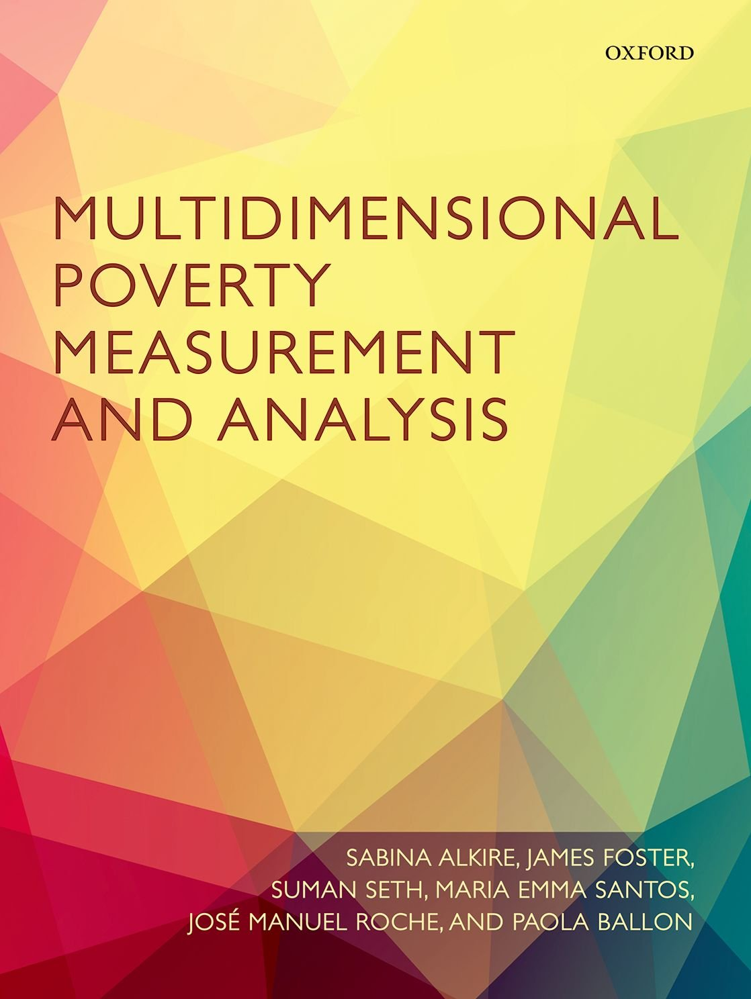 OXFORD
MULTIDIMENSIONAL
POVERTY
MEASUREMENT
AND ANALYSIS
SABINA ALKIRE, JAMES FOSTER,
SUMAN SETH, MARIA EMMA SANTOS,
JOSÉ MANUEL ROCHE, AND PAOLA BALLON